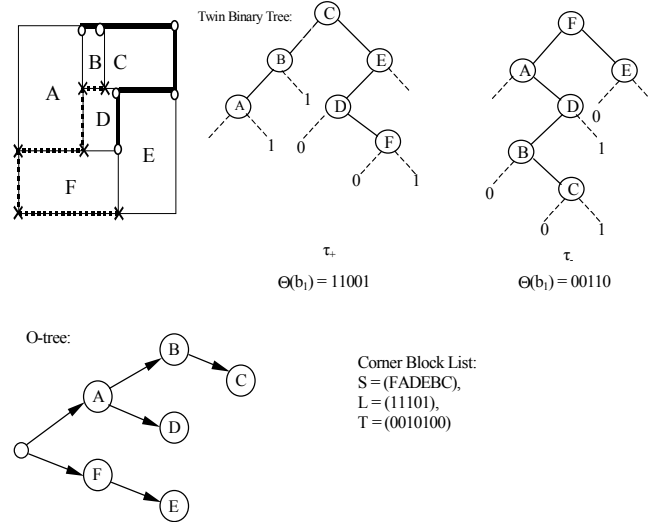 Twin Binary Tree:
B C
A
D
E
F
C
B E
A 1 D
1 0 F
0 1
F
A E
D 0
B 1
0 C
0 1
τ+
Θ(b1) = 11001
τ-
Θ(b1) = 00110
O-tree:
B
C
A
D
F
E
Corner Block List:
S = (FADEBC),
L = (11101),
T = (0010100)